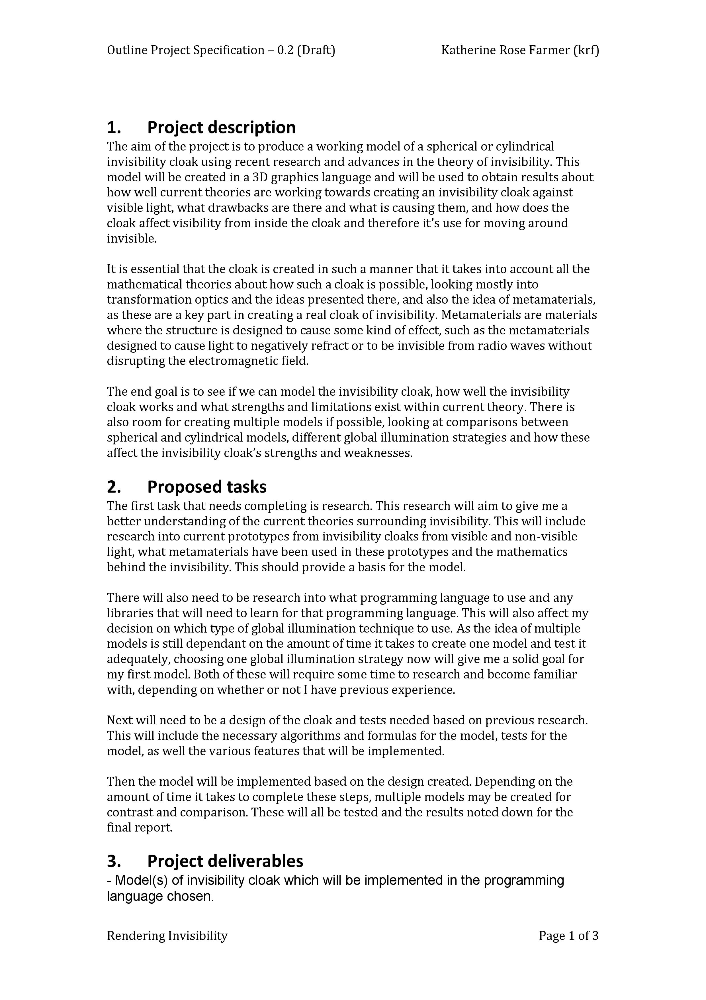 Outline Project Specification – 0.2 (Draft) Katherine Rose Farmer (krf)
1. Project description
The aim of the project is to produce a working model of a spherical or cylindrical
invisibility cloak using recent research and advances in the theory of invisibility. This
model will be created in a 3D graphics language and will be used to obtain results about
how well current theories are working towards creating an invisibility cloak against
visible light, what drawbacks are there and what is causing them, and how does the
cloak affect visibility from inside the cloak and therefore it’s use for moving around
invisible.
It is essential that the cloak is created in such a manner that it takes into account all the
mathematical theories about how such a cloak is possible, looking mostly into
transformation optics and the ideas presented there, and also the idea of metamaterials,
as these are a key part in creating a real cloak of invisibility. Metamaterials are materials
where the structure is designed to cause some kind of effect, such as the metamaterials
designed to cause light to negatively refract or to be invisible from radio waves without
disrupting the electromagnetic field.
The end goal is to see if we can model the invisibility cloak, how well the invisibility
cloak works and what strengths and limitations exist within current theory. There is
also room for creating multiple models if possible, looking at comparisons between
spherical and cylindrical models, different global illumination strategies and how these
affect the invisibility cloak’s strengths and weaknesses.
2. Proposed tasks
The first task that needs completing is research. This research will aim to give me a
better understanding of the current theories surrounding invisibility. This will include
research into current prototypes from invisibility cloaks from visible and non-visible
light, what metamaterials have been used in these prototypes and the mathematics
behind the invisibility. This should provide a basis for the model.
There will also need to be research into what programming language to use and any
libraries that will need to learn for that programming language. This will also affect my
decision on which type of global illumination technique to use. As the idea of multiple
models is still dependant on the amount of time it takes to create one model and test it
adequately, choosing one global illumination strategy now will give me a solid goal for
my first model. Both of these will require some time to research and become familiar
with, depending on whether or not I have previous experience.
Next will need to be a design of the cloak and tests needed based on previous research.
This will include the necessary algorithms and formulas for the model, tests for the
model, as well the various features that will be implemented.
Then the model will be implemented based on the design created. Depending on the
amount of time it takes to complete these steps, multiple models may be created for
contrast and comparison. These will all be tested and the results noted down for the
final report.
3. Project deliverables
- Model(s) of invisibility cloak which will be implemented in the programming
language chosen.
Rendering Invisibility Page 1 of 3